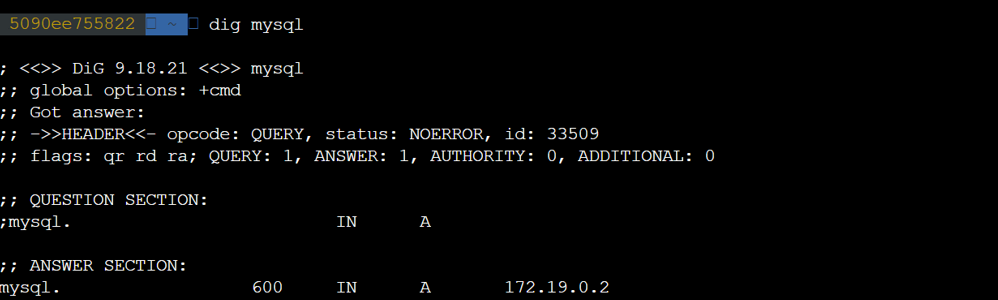 5090ee755822 ~ dig mysql
; <<>> DiG 9.18.21 <<>> mysql
;; global options: +cmd
;; Got answer:
;; ->>HEADER<<- opcode: QUERY, status: NOERROR, id: 33509
;; flags: qr rd ra; QUERY: 1, ANSWER: 1, AUTHORITY: 0, ADDITIONAL: 0
;; QUESTION SECTION:
;mysql. IN A
;; ANSWER SECTION:
mysql. 600 IN A 172.19.0.2